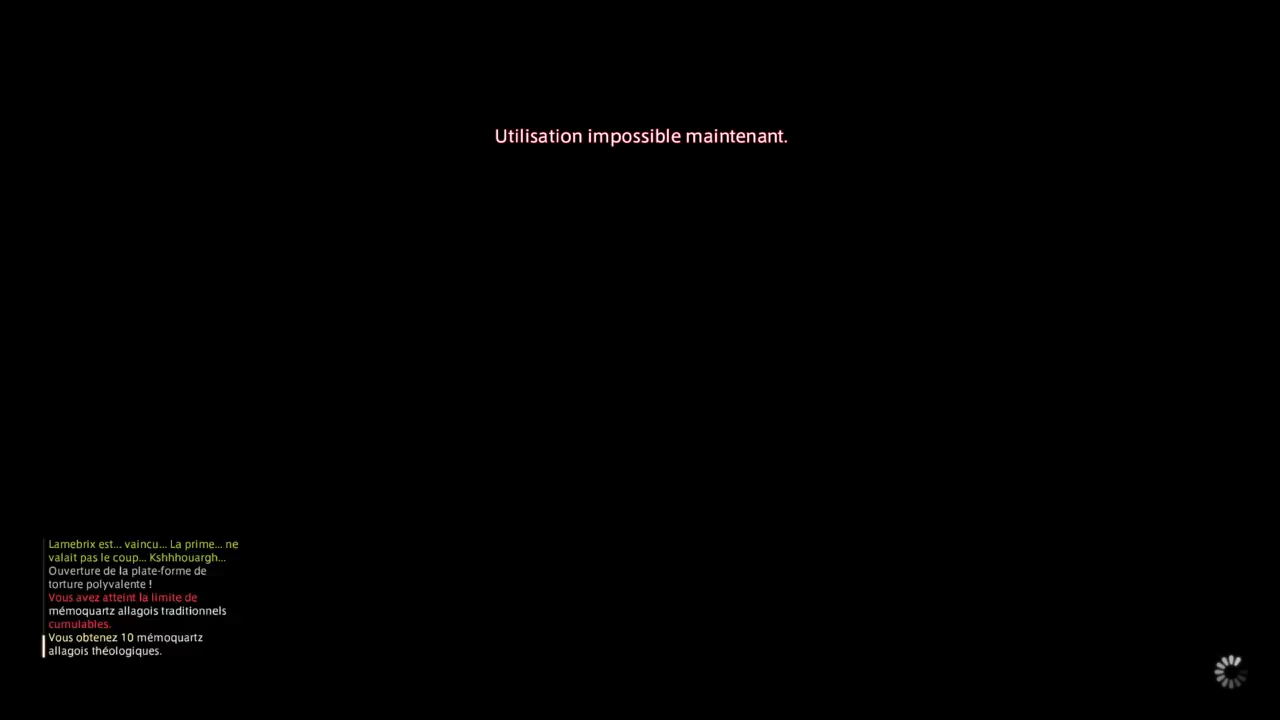 Utilisation impossible maintenant.
Lamebrix est... vaincu... La prime... ne
valait pas le coup... Kshhhouargh...
Ouverture de la plate-forme de
torture polyvalente !
Vous avez atteint la limite de
mémoquartz allagois traditionnels
cumulables.
Vous obtenez 10 mémoquartz
allagois théologiques.